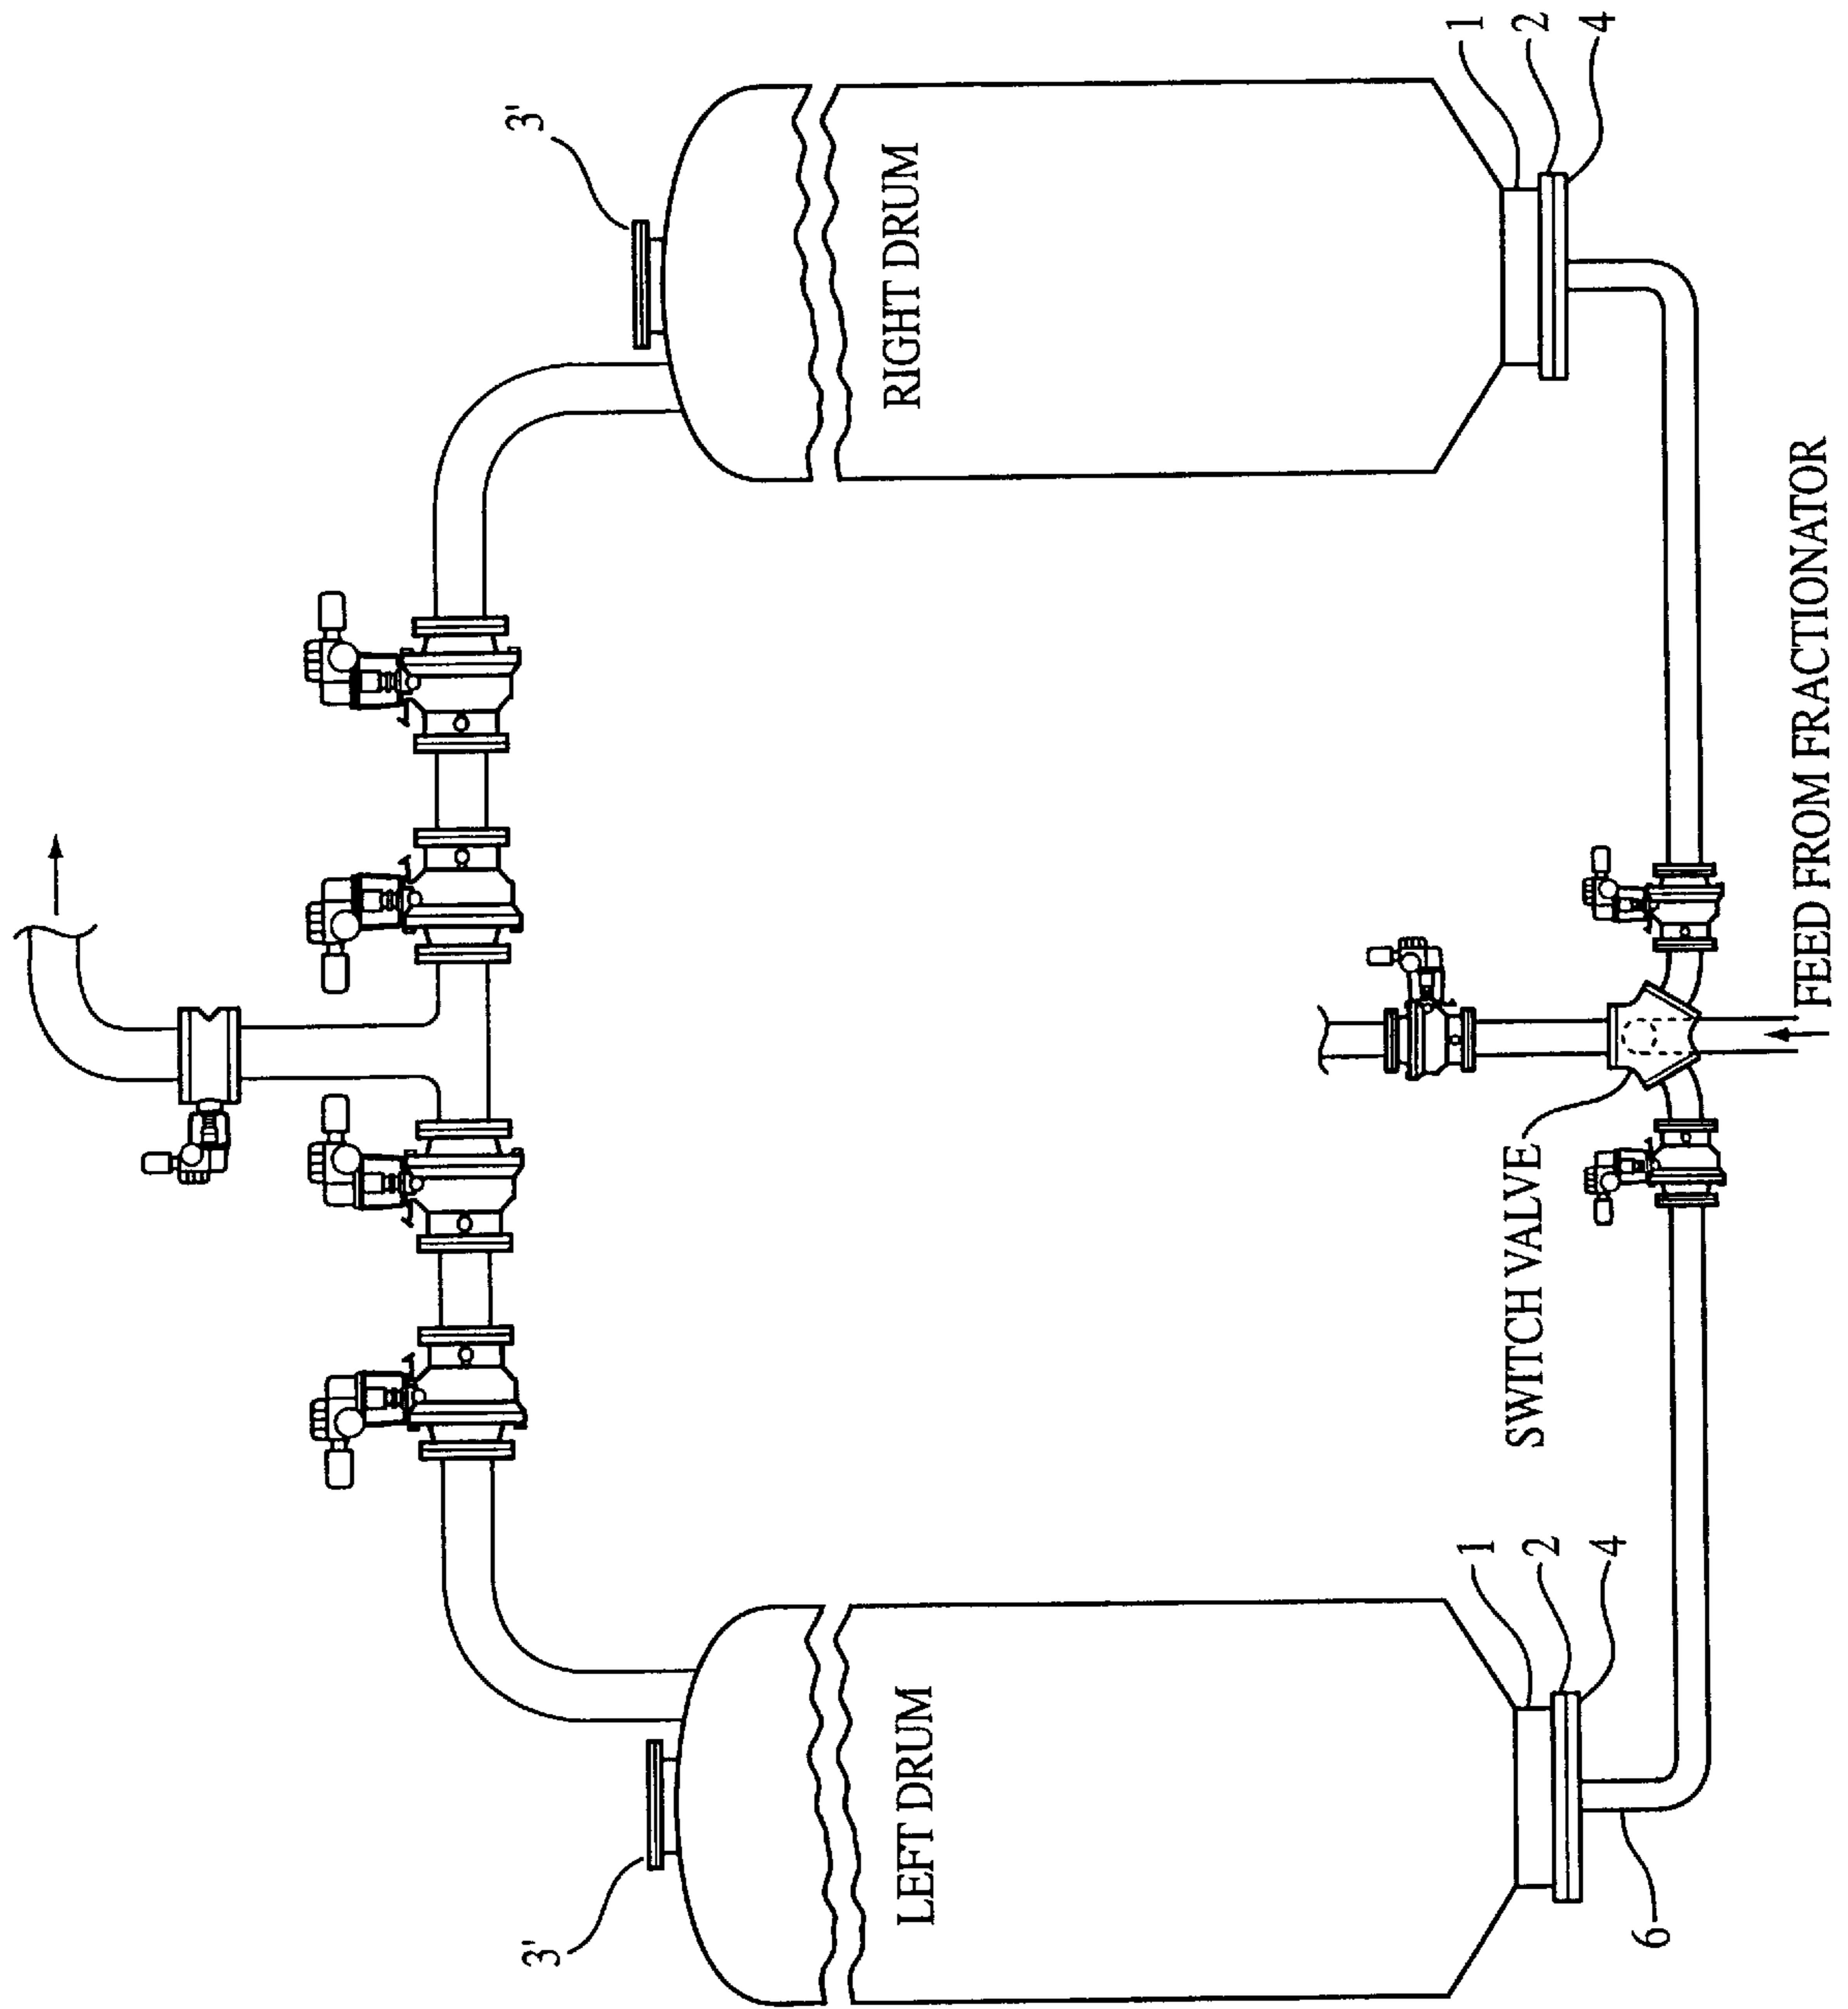 3'
3'
LEFT DRUM
RIGHT DRUM
1
2
4
SWITCH VALVE
1
2
4
6
FEED FROM FRACTIONATOR